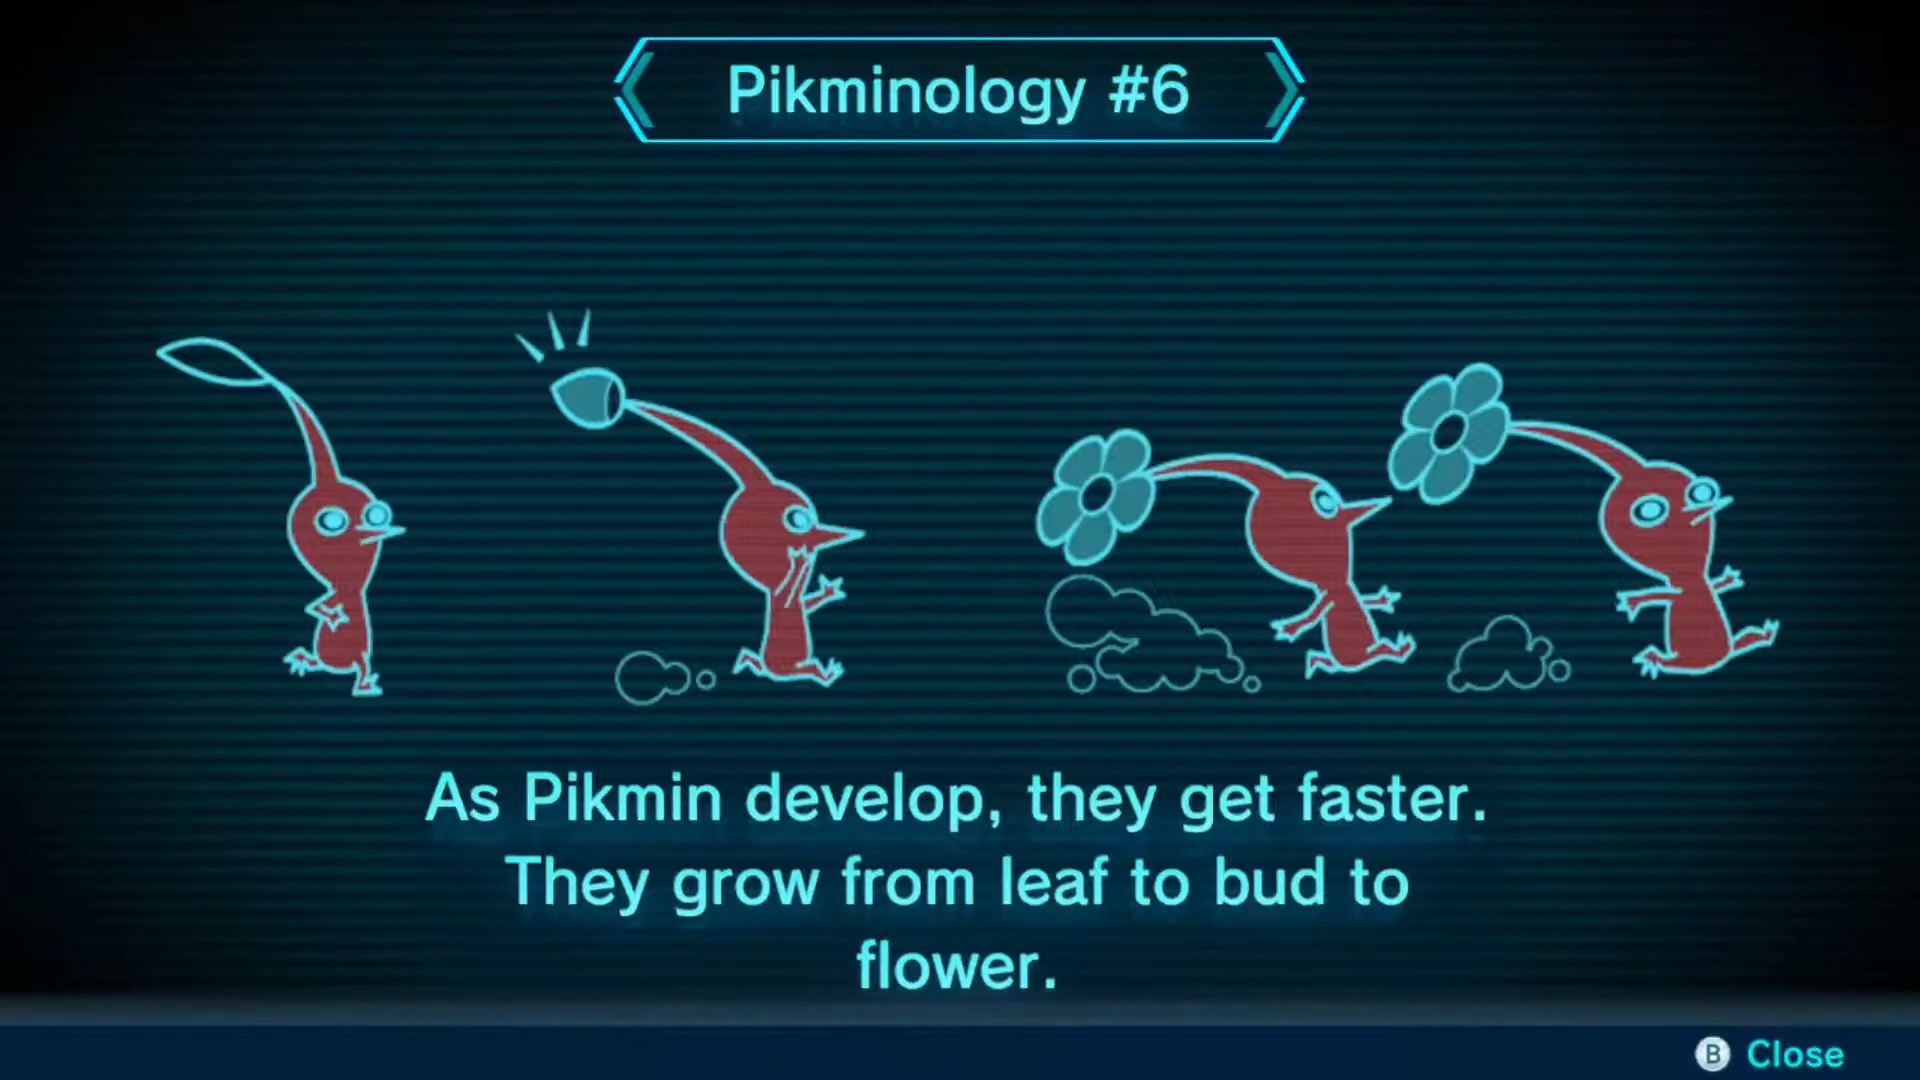 Pikminology #6
As Pikmin develop, they get faster.
They grow from leaf to bud to
flower.
B Close